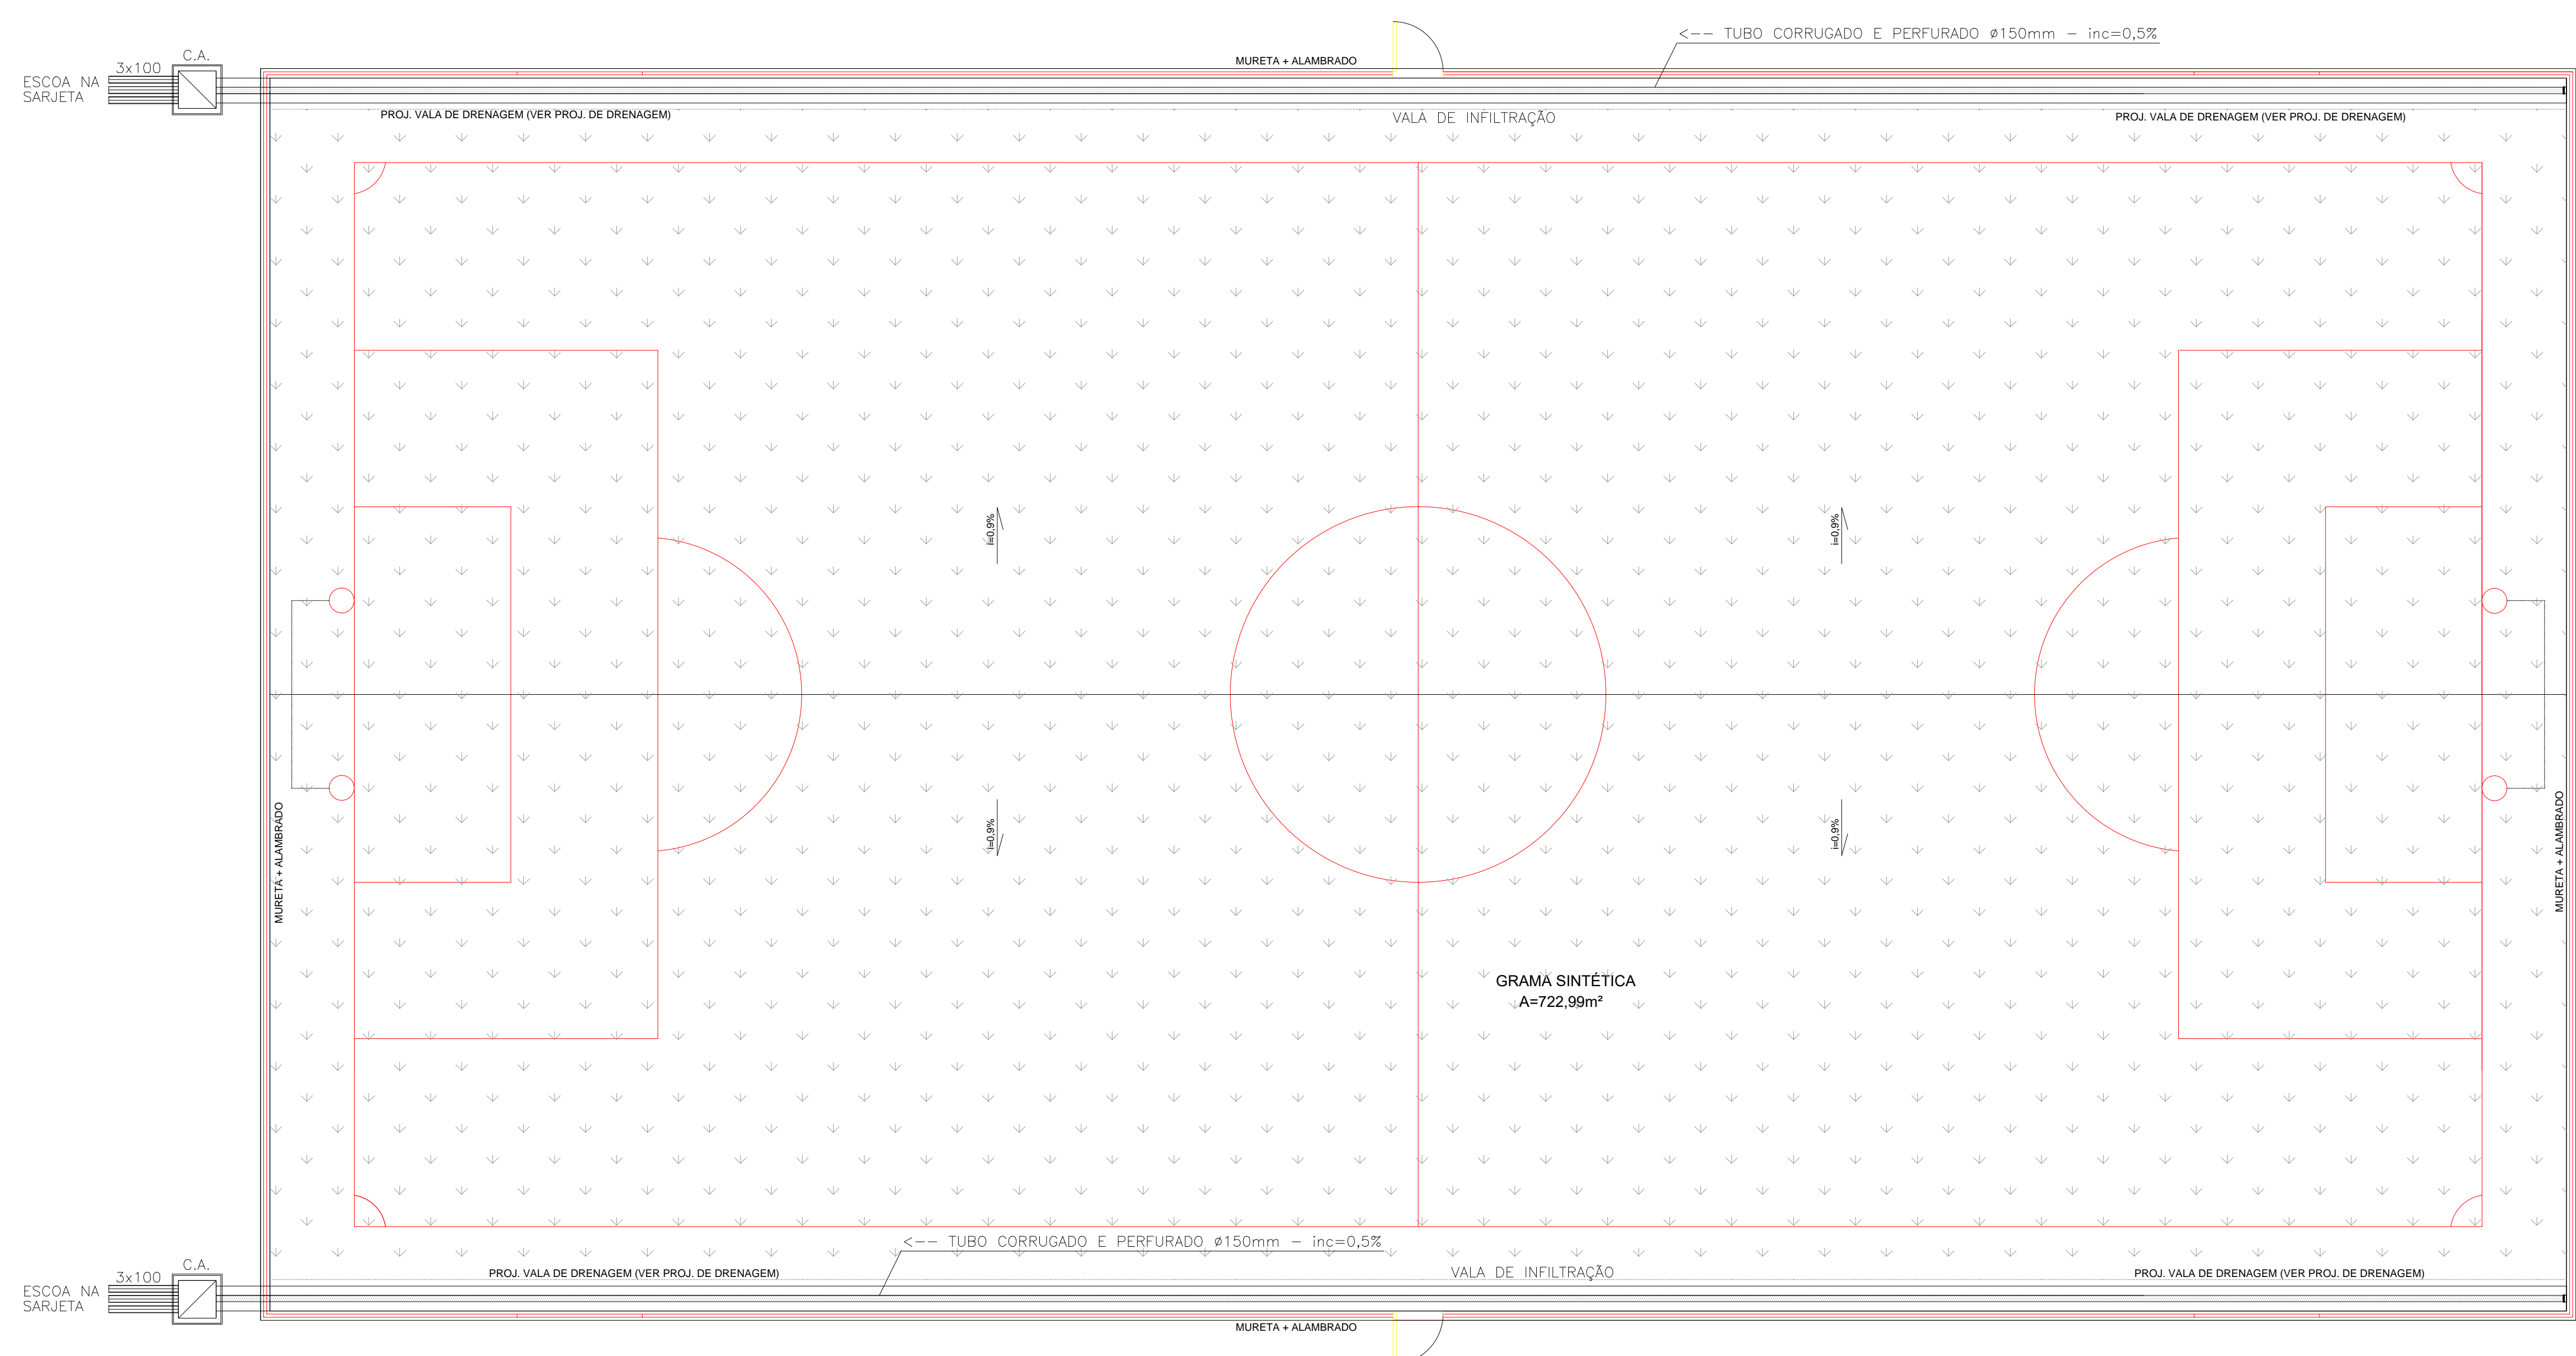 <-- TUBO CORRUGADO E PERFURADO ø150mm - inc=0,5%
C.A.
MURETA + ALAMBRADO
3x100
ESCOA NA
SARJETA
PROJ. VALA DE DRENAGEM (VER PROJ. DE DRENAGEM)
VALA DE INFILTRAÇÃO
PROJ. VALA DE DRENAGEM (VER PROJ. DE DRENAGEM)
i=0,9%
i=0,9%
MURETA + ALAMBRADO
i=0,9%
i=0,9%
MURETA + ALAMBRADO
GRAMA SINTÉTICA
A=722,99m²
<-- TUBO CORRUGADO E PERFURADO ø150mm - inc=0,5%
C.A.
3x100
ESCOA NA
SARJETA
PROJ. VALA DE DRENAGEM (VER PROJ. DE DRENAGEM)
VALA DE INFILTRAÇÃO
PROJ. VALA DE DRENAGEM (VER PROJ. DE DRENAGEM)
MURETA + ALAMBRADO